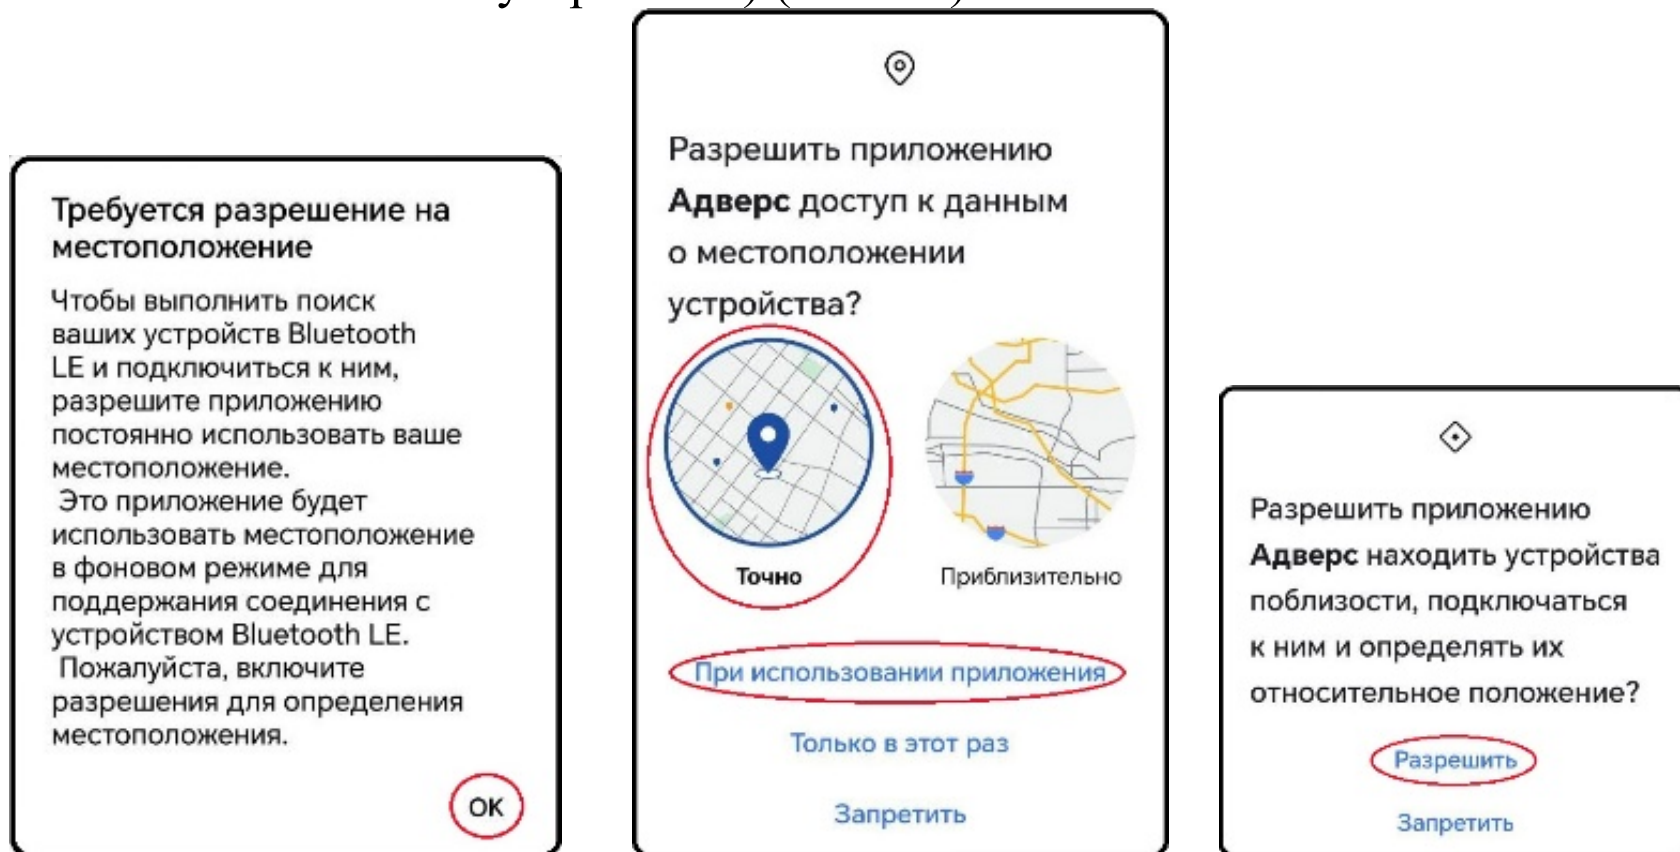 Требуется разрешение на
местоположение
Чтобы выполнить поиск
ваших устройств Bluetooth
LE и подключиться к ним,
разрешите приложению
постоянно использовать ваше
местоположение.
Это приложение будет
использовать местоположение
в фоновом режиме для
поддержания соединения с
устройством Bluetooth LE.
Пожалуйста, включите
разрешения для определения
местоположения.
OK
Разрешить приложению
Адверс доступ к данным
о местоположении
устройства?
Точно
Приблизительно
При использовании приложения
Только в этот раз
Запретить
Разрешить приложению
Адверс находить устройства
поблизости, подключаться
к ним и определять их
относительное положение?
Разрешить
Запретить